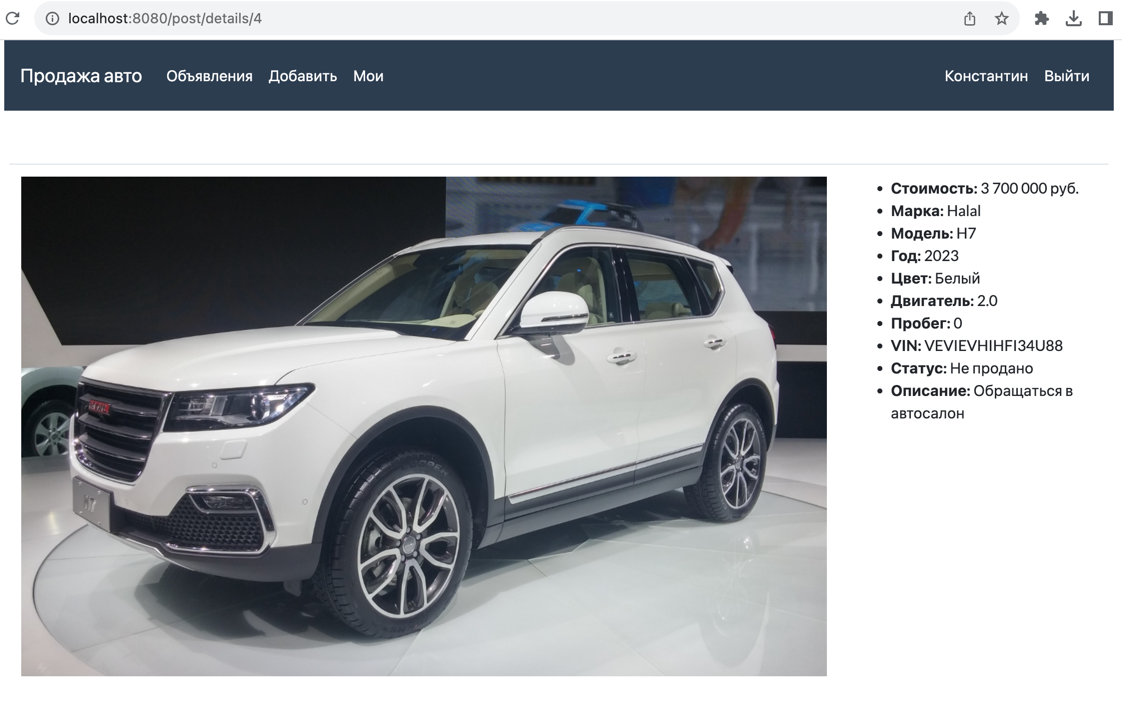 localhost:8080/post/details/4
Продажа авто Объявления Добавить Мои Константин Выйти
Стоимость: 3 700 000 руб.
Марка: Halal
Модель: H7
Год: 2023
Цвет: Белый
Двигатель: 2.0
Пробег: 0
VIN: VEVIEVHIHFI34U88
Статус: Не продано
Описание: Обращаться в
автосалон
H7